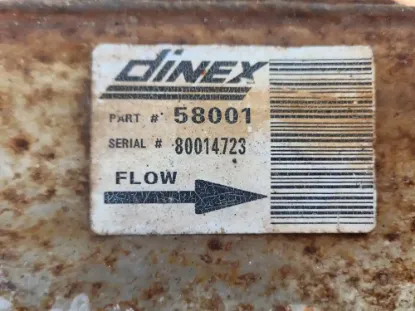 DINEX
PART # 58001
SERIAL # 80014723
FLOW